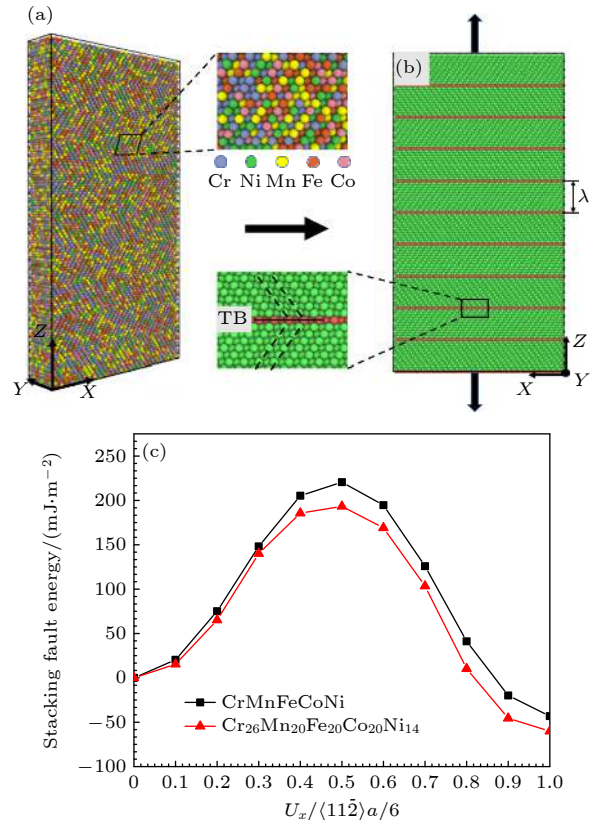 (a)
Cr Ni Mn Fe Co
TB
Z
Y
X
(b)
λ
Z
X
Y
(c)
Stacking fault energy/(mJ·m⁻²)
250
200
150
100
50
0
−50
−100
CrMnFeCoNi
Cr₂₆Mn₂₀Fe₂₀Co₂₀Ni₁₄
0 0.1 0.2 0.3 0.4 0.5 0.6 0.7 0.8 0.9 1.0
Uₓ/⟨112̄⟩a/6